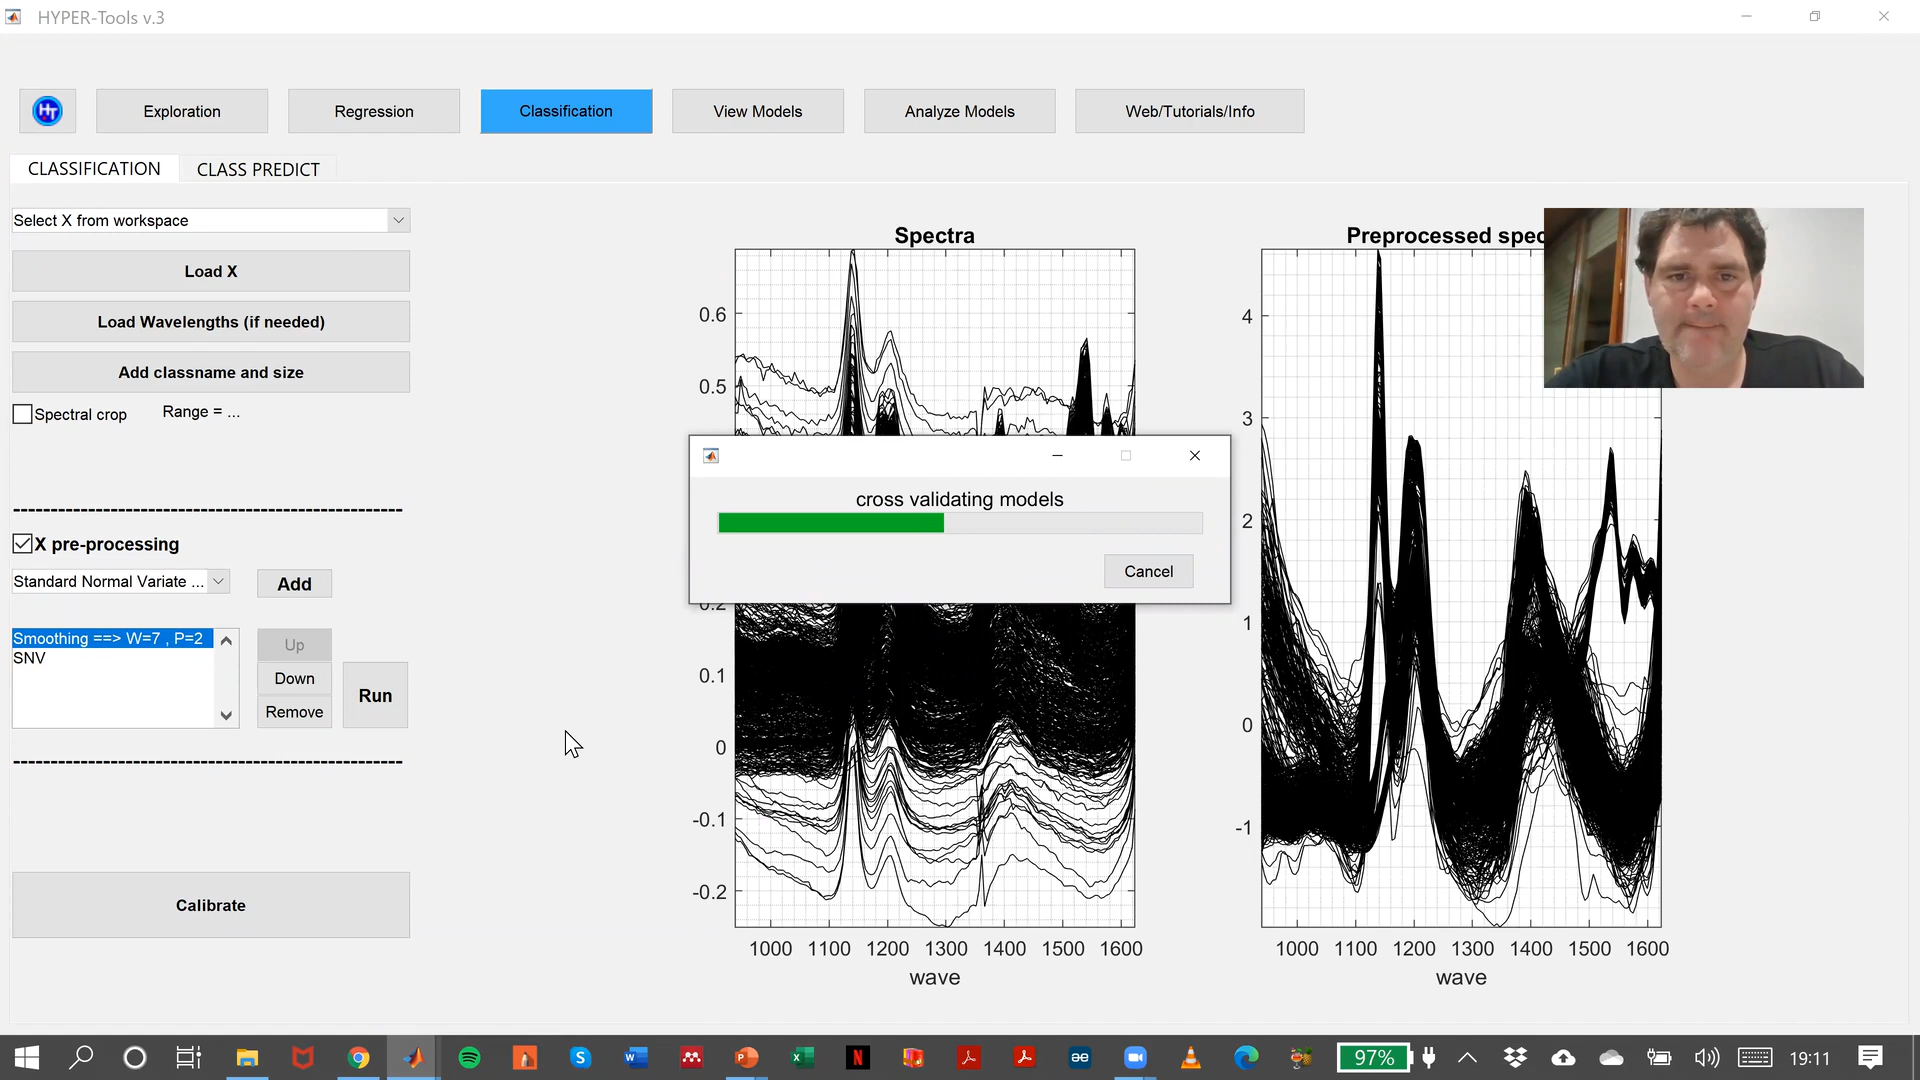 HYPER-Tools v.3
HT
Exploration
Regression
Classification
View Models
Analyze Models
Web/Tutorials/Info
CLASSIFICATION
CLASS PREDICT
Select X from workspace
Load X
Load Wavelengths (if needed)
Add classname and size
Spectral crop
Range = ...
X pre-processing
Standard Normal Variate ...
Add
Smoothing ==> W=7 , P=2
SNV
Up
Down
Remove
Run
Calibrate
Spectra
0.6
0.5
0.2
0.1
0
-0.1
-0.2
1000 1100 1200 1300 1400 1500 1600
wave
Preprocessed spec
4
3
2
1
0
-1
1000 1100 1200 1300 1400 1500 1600
wave
cross validating models
Cancel
97%
19:11